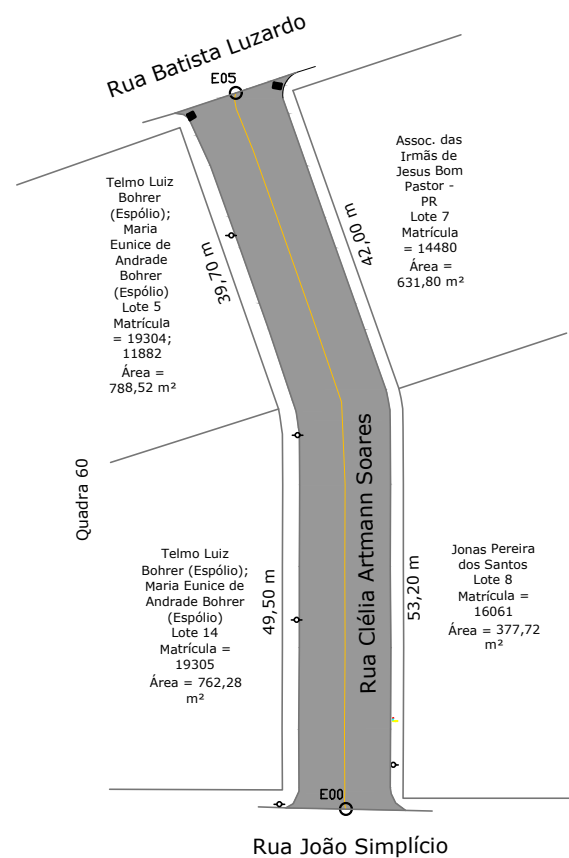 Rua Batista Luzardo
E05
Assoc. das
Irmãs de
Jesus Bom
Pastor -
PR
Lote 7
Matrícula
= 14480
Área =
631,80 m²
Telmo Luiz
Bohrer
(Espólio);
Maria
Eunice de
Andrade
Bohrer
(Espólio)
Lote 5
Matrícula
= 19304;
11882
Área =
788,52 m²
39,70 m
42,00 m
Quadra 60
Telmo Luiz
Bohrer (Espólio);
Maria Eunice de
Andrade Bohrer
(Espólio)
Lote 14
Matrícula =
19305
Área = 762,28
m²
49,50 m
Rua Clélia Artmann Soares
53,20 m
Jonas Pereira
dos Santos
Lote 8
Matrícula =
16061
Área = 377,72
m²
E00
Rua João Simplício